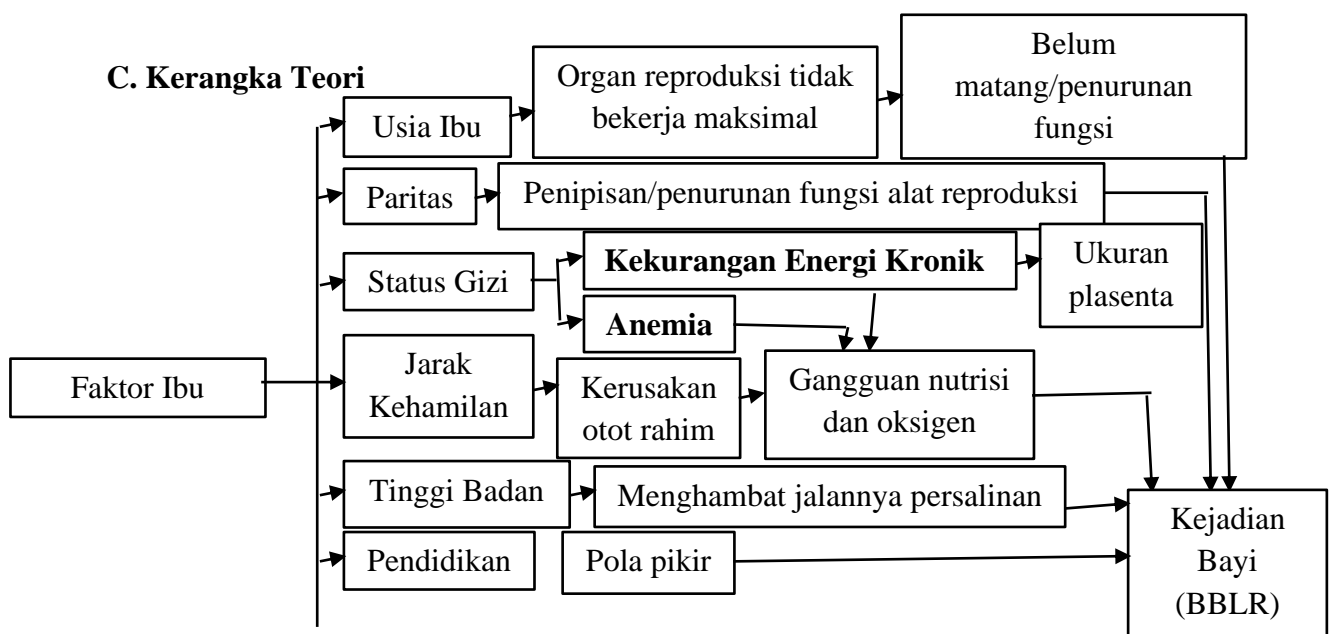 C. Kerangka Teori
Usia Ibu
Organ reproduksi tidak
bekerja maksimal
Belum
matang/penurunan
fungsi
Paritas
Penipisan/penurunan fungsi alat reproduksi
Status Gizi
Kekurangan Energi Kronik
Ukuran
plasenta
Anemia
Faktor Ibu
Jarak
Kehamilan
Kerusakan
otot rahim
Gangguan nutrisi
dan oksigen
Tinggi Badan
Menghambat jalannya persalinan
Pendidikan
Pola pikir
Kejadian
Bayi
(BBLR)